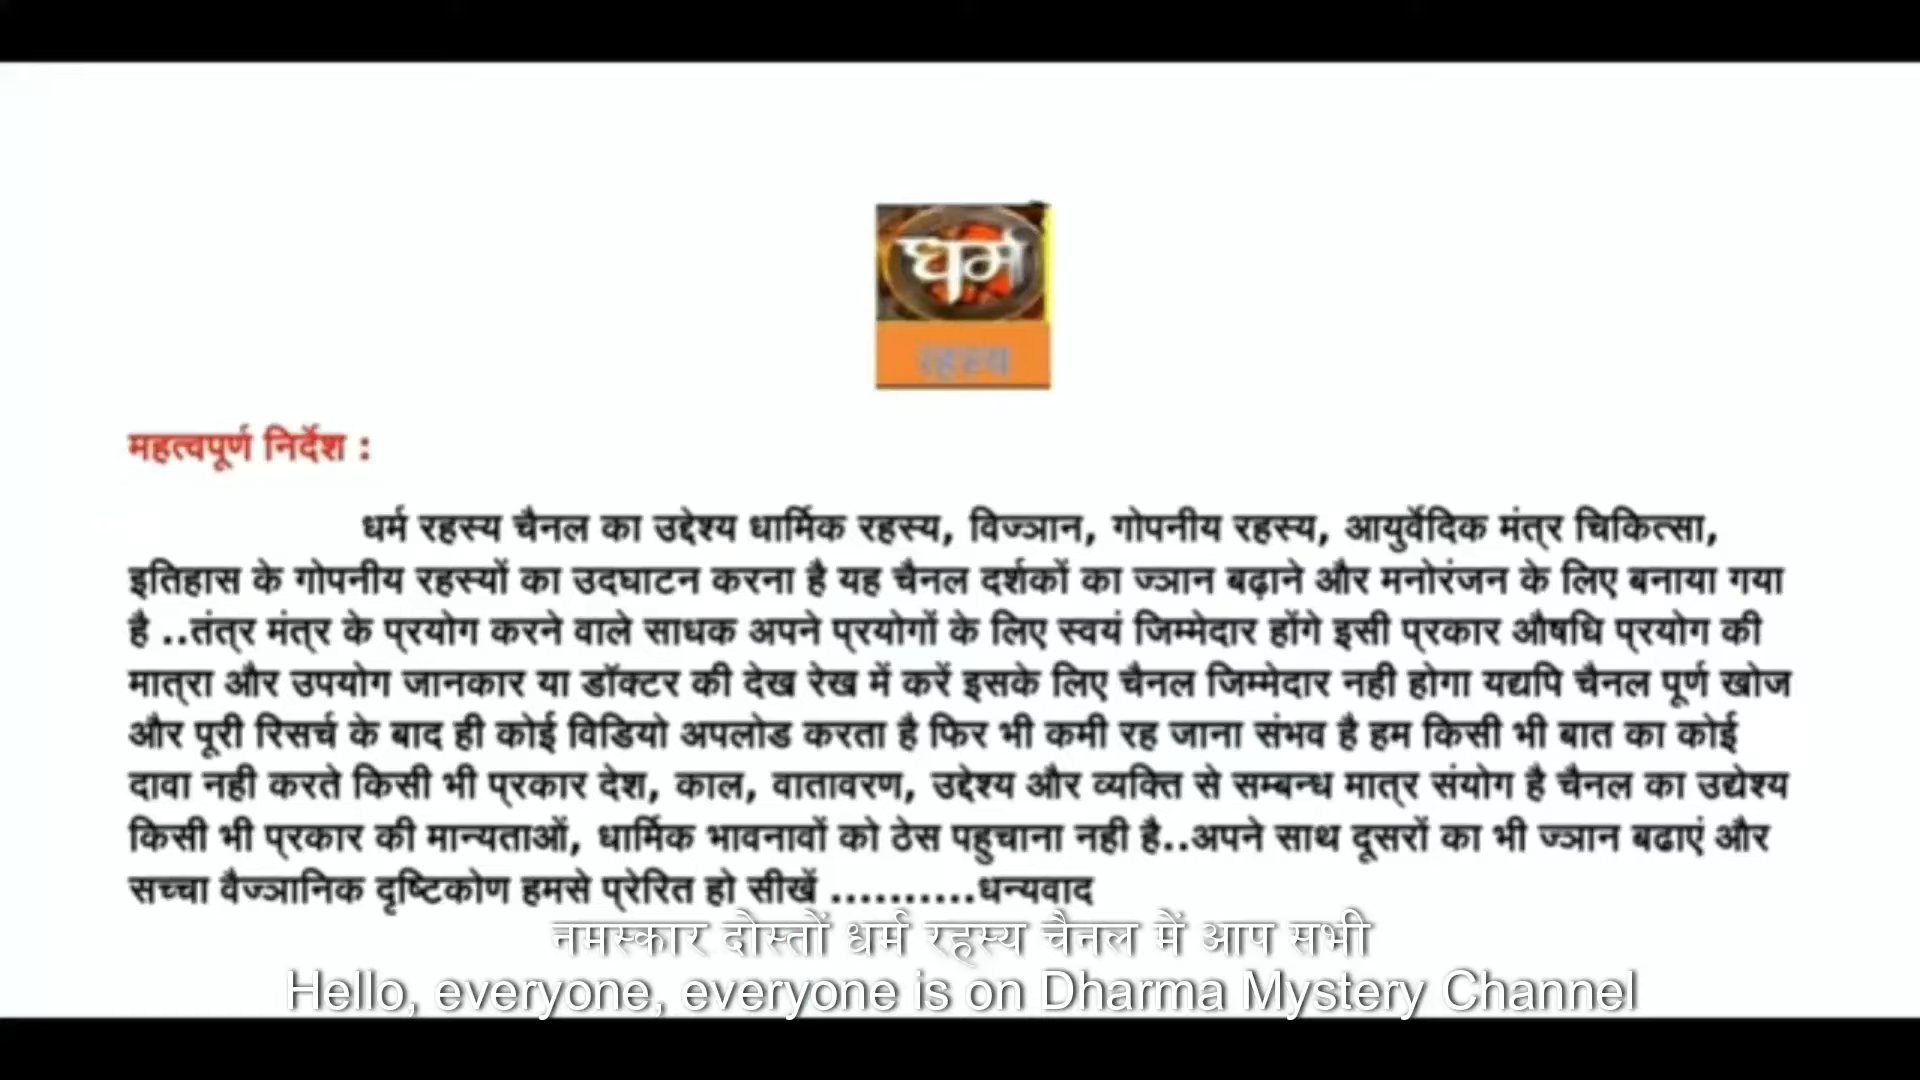 धर्म
रहस्य
महत्वपूर्ण निर्देश :
धर्म रहस्य चैनल का उद्देश्य धार्मिक रहस्य, विज्ञान, गोपनीय रहस्य, आयुर्वेदिक मंत्र चिकित्सा,
इतिहास के गोपनीय रहस्यों का उदघाटन करना है यह चैनल दर्शकों का ज्ञान बढ़ाने और मनोरंजन के लिए बनाया गया
है ..तंत्र मंत्र के प्रयोग करने वाले साधक अपने प्रयोगों के लिए स्वयं जिम्मेदार होंगे इसी प्रकार औषधि प्रयोग की
मात्रा और उपयोग जानकार या डॉक्टर की देख रेख में करें इसके लिए चैनल जिम्मेदार नही होगा यद्यपि चैनल पूर्ण खोज
और पूरी रिसर्च के बाद ही कोई विडियो अपलोड करता है फिर भी कमी रह जाना संभव है हम किसी भी बात का कोई
दावा नही करते किसी भी प्रकार देश, काल, वातावरण, उद्देश्य और व्यक्ति से सम्बन्ध मात्र संयोग है चैनल का उद्येश्य
किसी भी प्रकार की मान्यताओं, धार्मिक भावनावों को ठेस पहुचाना नही है..अपने साथ दूसरों का भी ज्ञान बढाएं और
सच्चा वैज्ञानिक दृष्टिकोण हमसे प्रेरित हो सीखें ..........धन्यवाद
नमस्कार दोस्तों धर्म रहस्य चैनल में आप सभी
Hello, everyone, everyone is on Dharma Mystery Channel